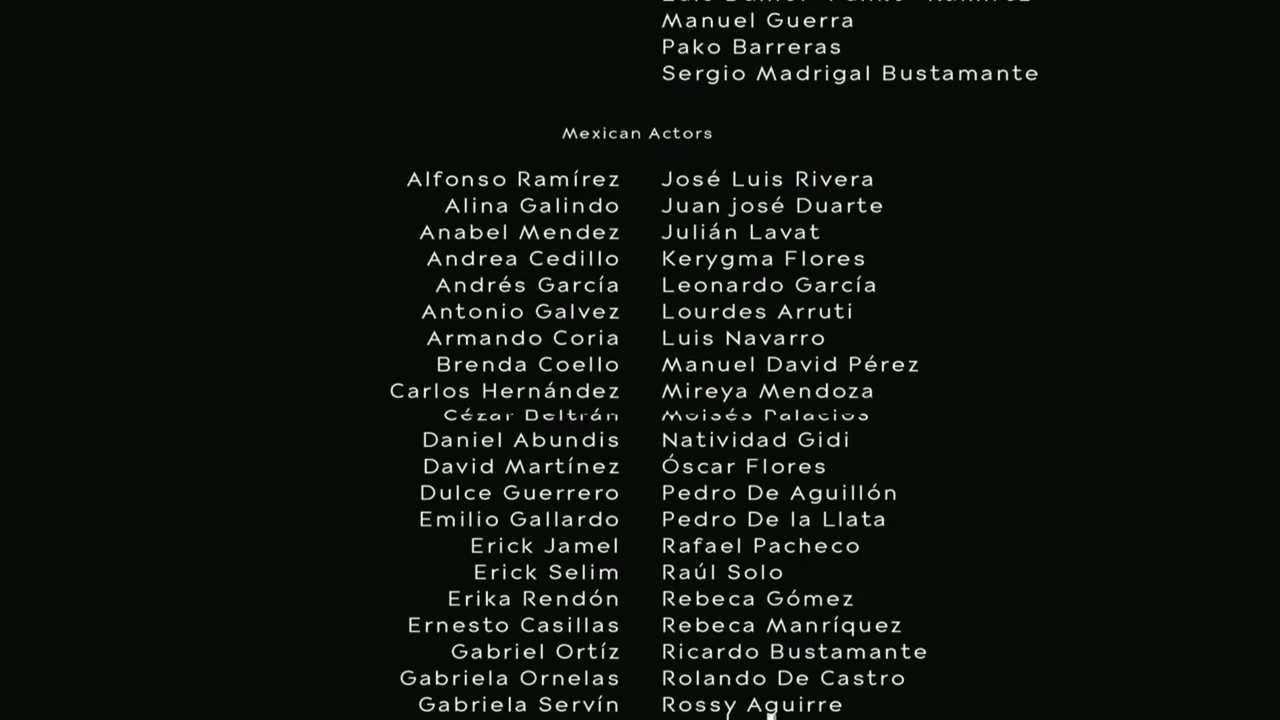 Manuel Guerra
Pako Barreras
Sergio Madrigal Bustamante
Mexican Actors
Alfonso Ramírez José Luis Rivera
Alina Galindo Juan josé Duarte
Anabel Mendez Julián Lavat
Andrea Cedillo Kerygma Flores
Andrés García Leonardo García
Antonio Galvez Lourdes Arruti
Armando Coria Luis Navarro
Brenda Coello Manuel David Pérez
Carlos Hernández Mireya Mendoza
Cézar Beltrán Moisés Palacios
Daniel Abundis Natividad Gidi
David Martínez Óscar Flores
Dulce Guerrero Pedro De Aguillón
Emilio Gallardo Pedro De la Llata
Erick Jamel Rafael Pacheco
Erick Selim Raúl Solo
Erika Rendón Rebeca Gómez
Ernesto Casillas Rebeca Manríquez
Gabriel Ortíz Ricardo Bustamante
Gabriela Ornelas Rolando De Castro
Gabriela Servín Rossy Aguirre